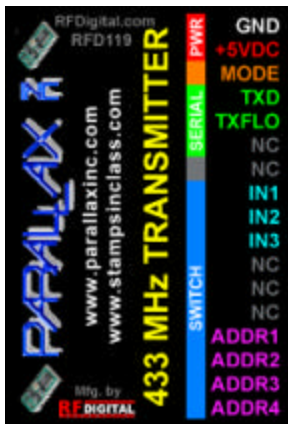 RFDigital.com
RFD119
PARALLAX
www.parallaxinc.com
www.stampsinclass.com
433 MHz TRANSMITTER
Mfg. by
RF DIGITAL
PWR
SERIAL
SWITCH
GND
+5VDC
MODE
TXD
TXFLO
NC
NC
IN1
IN2
IN3
NC
NC
NC
ADDR1
ADDR2
ADDR3
ADDR4